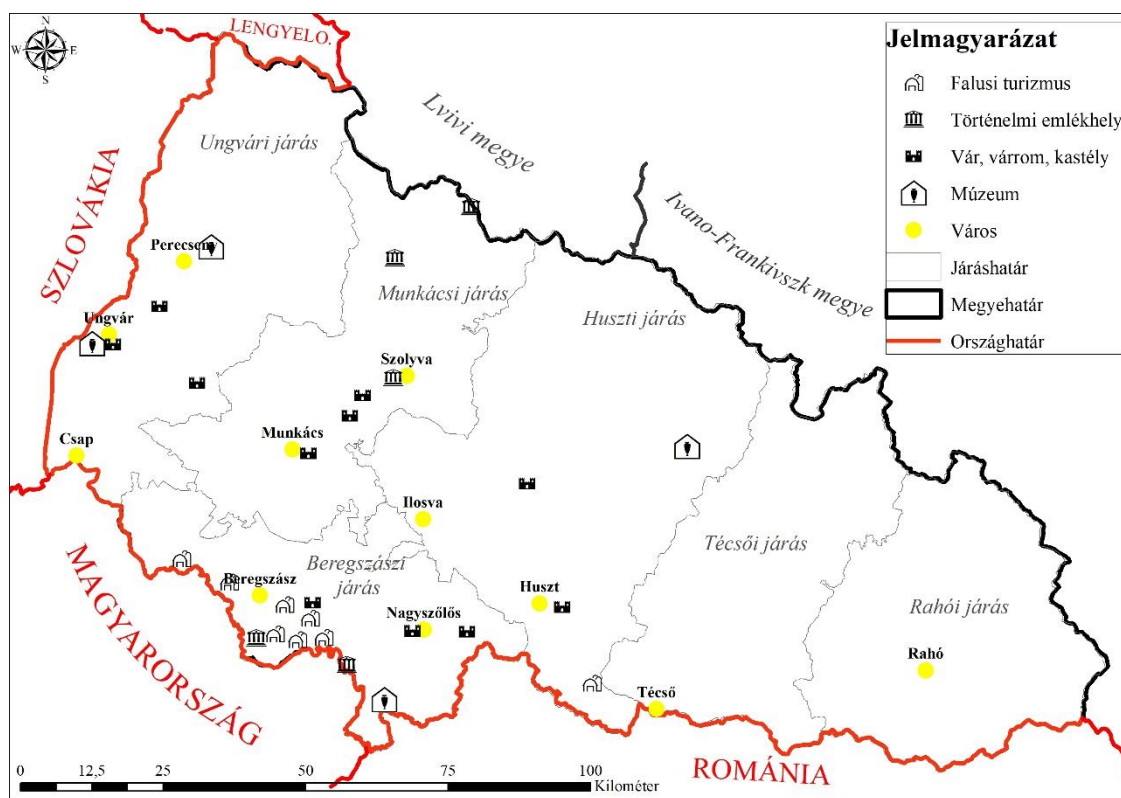 N
W
E
S
LENGYELO.
Jelmagyarázat
Falusi turizmus
Történelmi emlékhely
Vár, várrom, kastély
Múzeum
Város
Járáshatár
Megyehatár
Országhatár
Lvivi megye
Ungvári járás
Ivano-Frankivszk megye
SZLOVÁKIA
Perecseny
Munkácsi járás
Huszti járás
Ungvár
Szolyva
Csap
Munkács
Ilosva
Técsői járás
MAGYARORSZÁG
Beregszászi
járás
Beregszász
Huszt
Nagyszőlős
Rahói járás
Rahó
Técső
ROMÁNIA
0 12,5 25 50 75 100
Kilométer